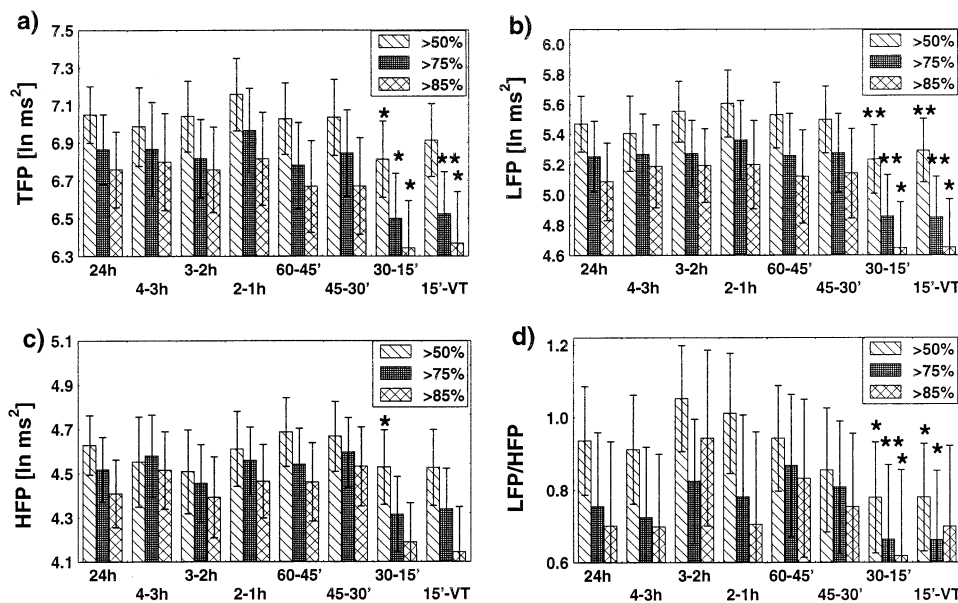 a)
TFP [ln ms²]
7.5
7.3
7.1
6.9
6.7
6.5
6.3
>50%
>75%
>85%
*
*
*
**
*
24h
3-2h
60-45'
30-15'
4-3h
2-1h
45-30'
15'-VT
b)
LFP [ln ms²]
6.0
5.8
5.6
5.4
5.2
5.0
4.8
4.6
>50%
>75%
>85%
**
**
*
**
**
*
24h
3-2h
60-45'
30-15'
4-3h
2-1h
45-30'
15'-VT
c)
HFP [ln ms²]
5.1
4.9
4.7
4.5
4.3
4.1
>50%
>75%
>85%
*
24h
3-2h
60-45'
30-15'
4-3h
2-1h
45-30'
15'-VT
d)
LFP/HFP
1.2
1.0
0.8
0.6
>50%
>75%
>85%
*
**
*
*
*
24h
3-2h
60-45'
30-15'
4-3h
2-1h
45-30'
15'-VT